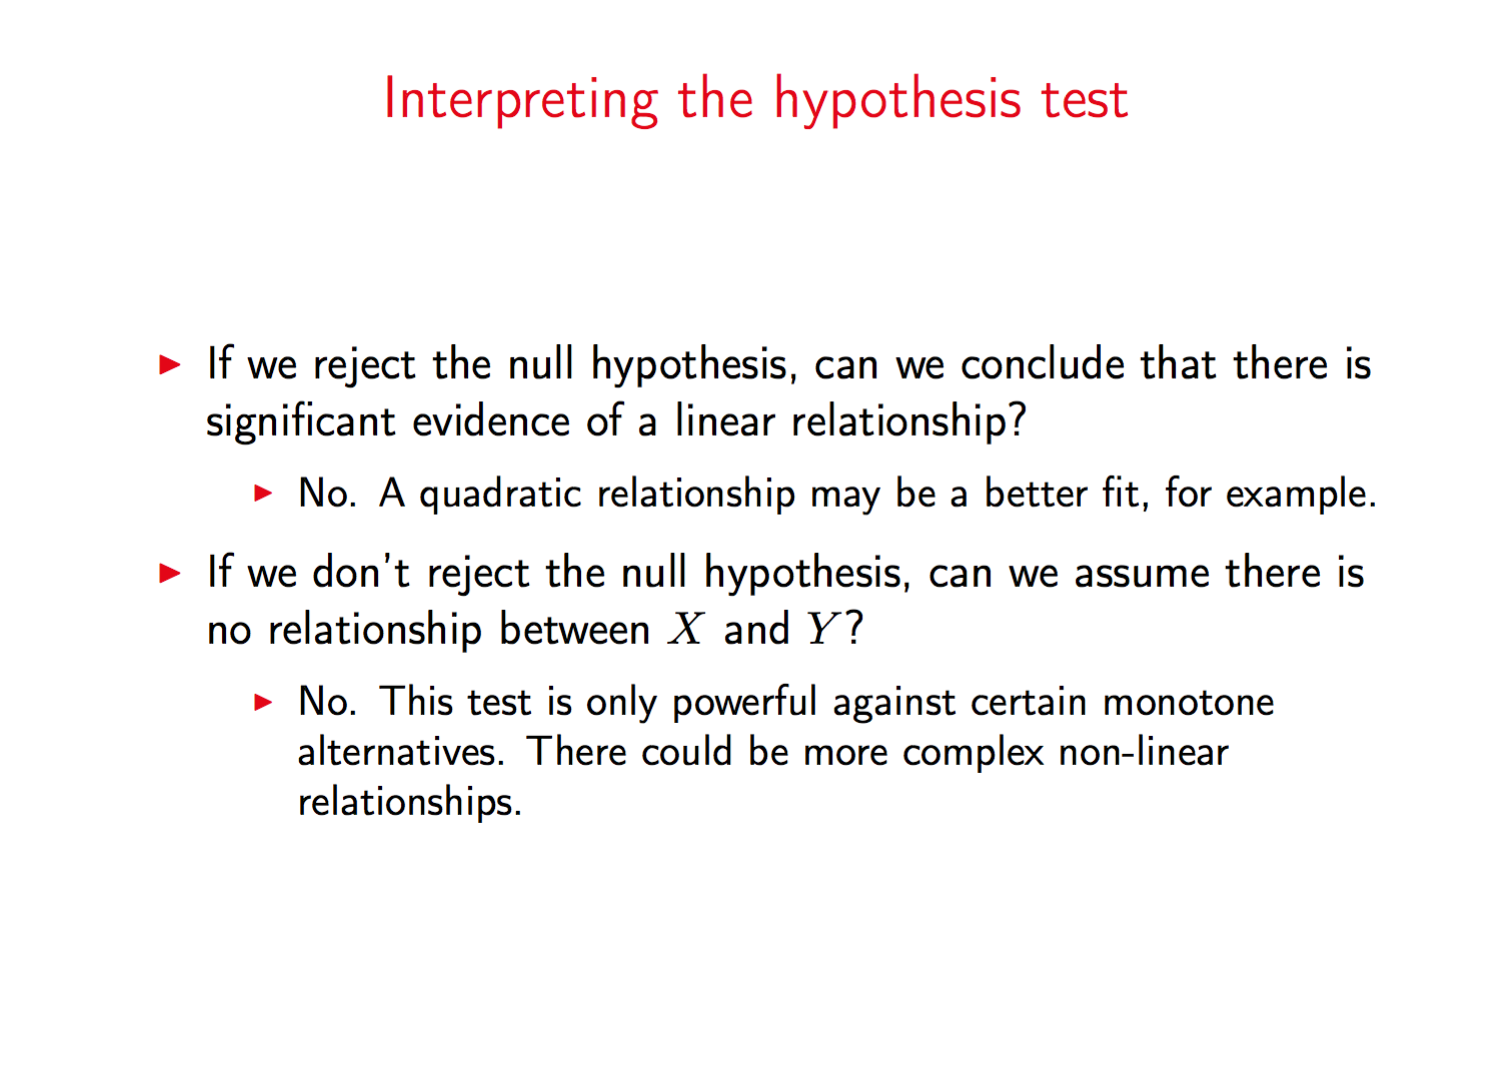 Interpreting the hypothesis test
▶ If we reject the null hypothesis, can we conclude that there is
significant evidence of a linear relationship?
▶ No. A quadratic relationship may be a better fit, for example.
▶ If we don't reject the null hypothesis, can we assume there is
no relationship between X and Y?
▶ No. This test is only powerful against certain monotone
alternatives. There could be more complex non-linear
relationships.